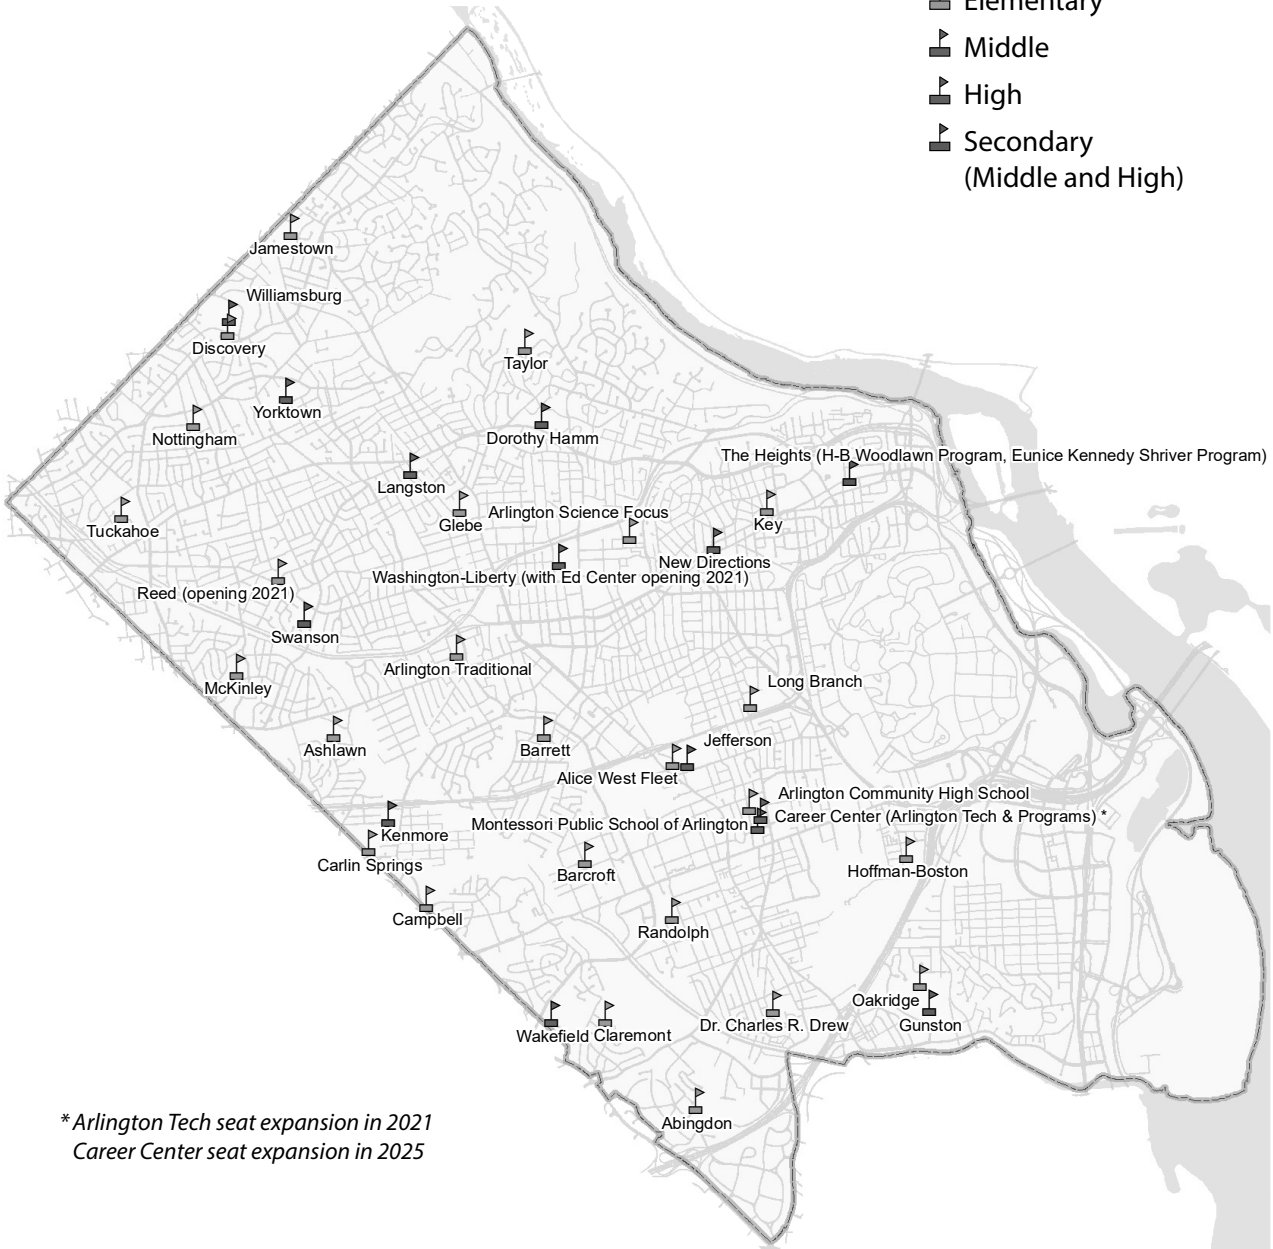 Elementary
Middle
High
Secondary
(Middle and High)
Jamestown
Williamsburg
Discovery
Taylor
Yorktown
Nottingham
Dorothy Hamm
The Heights (H-B Woodlawn Program, Eunice Kennedy Shriver Program)
Langston
Glebe
Arlington Science Focus
Key
Tuckahoe
New Directions
Washington-Liberty (with Ed Center opening 2021)
Reed (opening 2021)
Swanson
Arlington Traditional
McKinley
Long Branch
Ashlawn
Barrett
Jefferson
Alice West Fleet
Arlington Community High School
Career Center (Arlington Tech & Programs) *
Montessori Public School of Arlington
Kenmore
Carlin Springs
Barcroft
Hoffman-Boston
Campbell
Randolph
Oakridge
Gunston
Dr. Charles R. Drew
Wakefield
Claremont
Abingdon
* Arlington Tech seat expansion in 2021
Career Center seat expansion in 2025